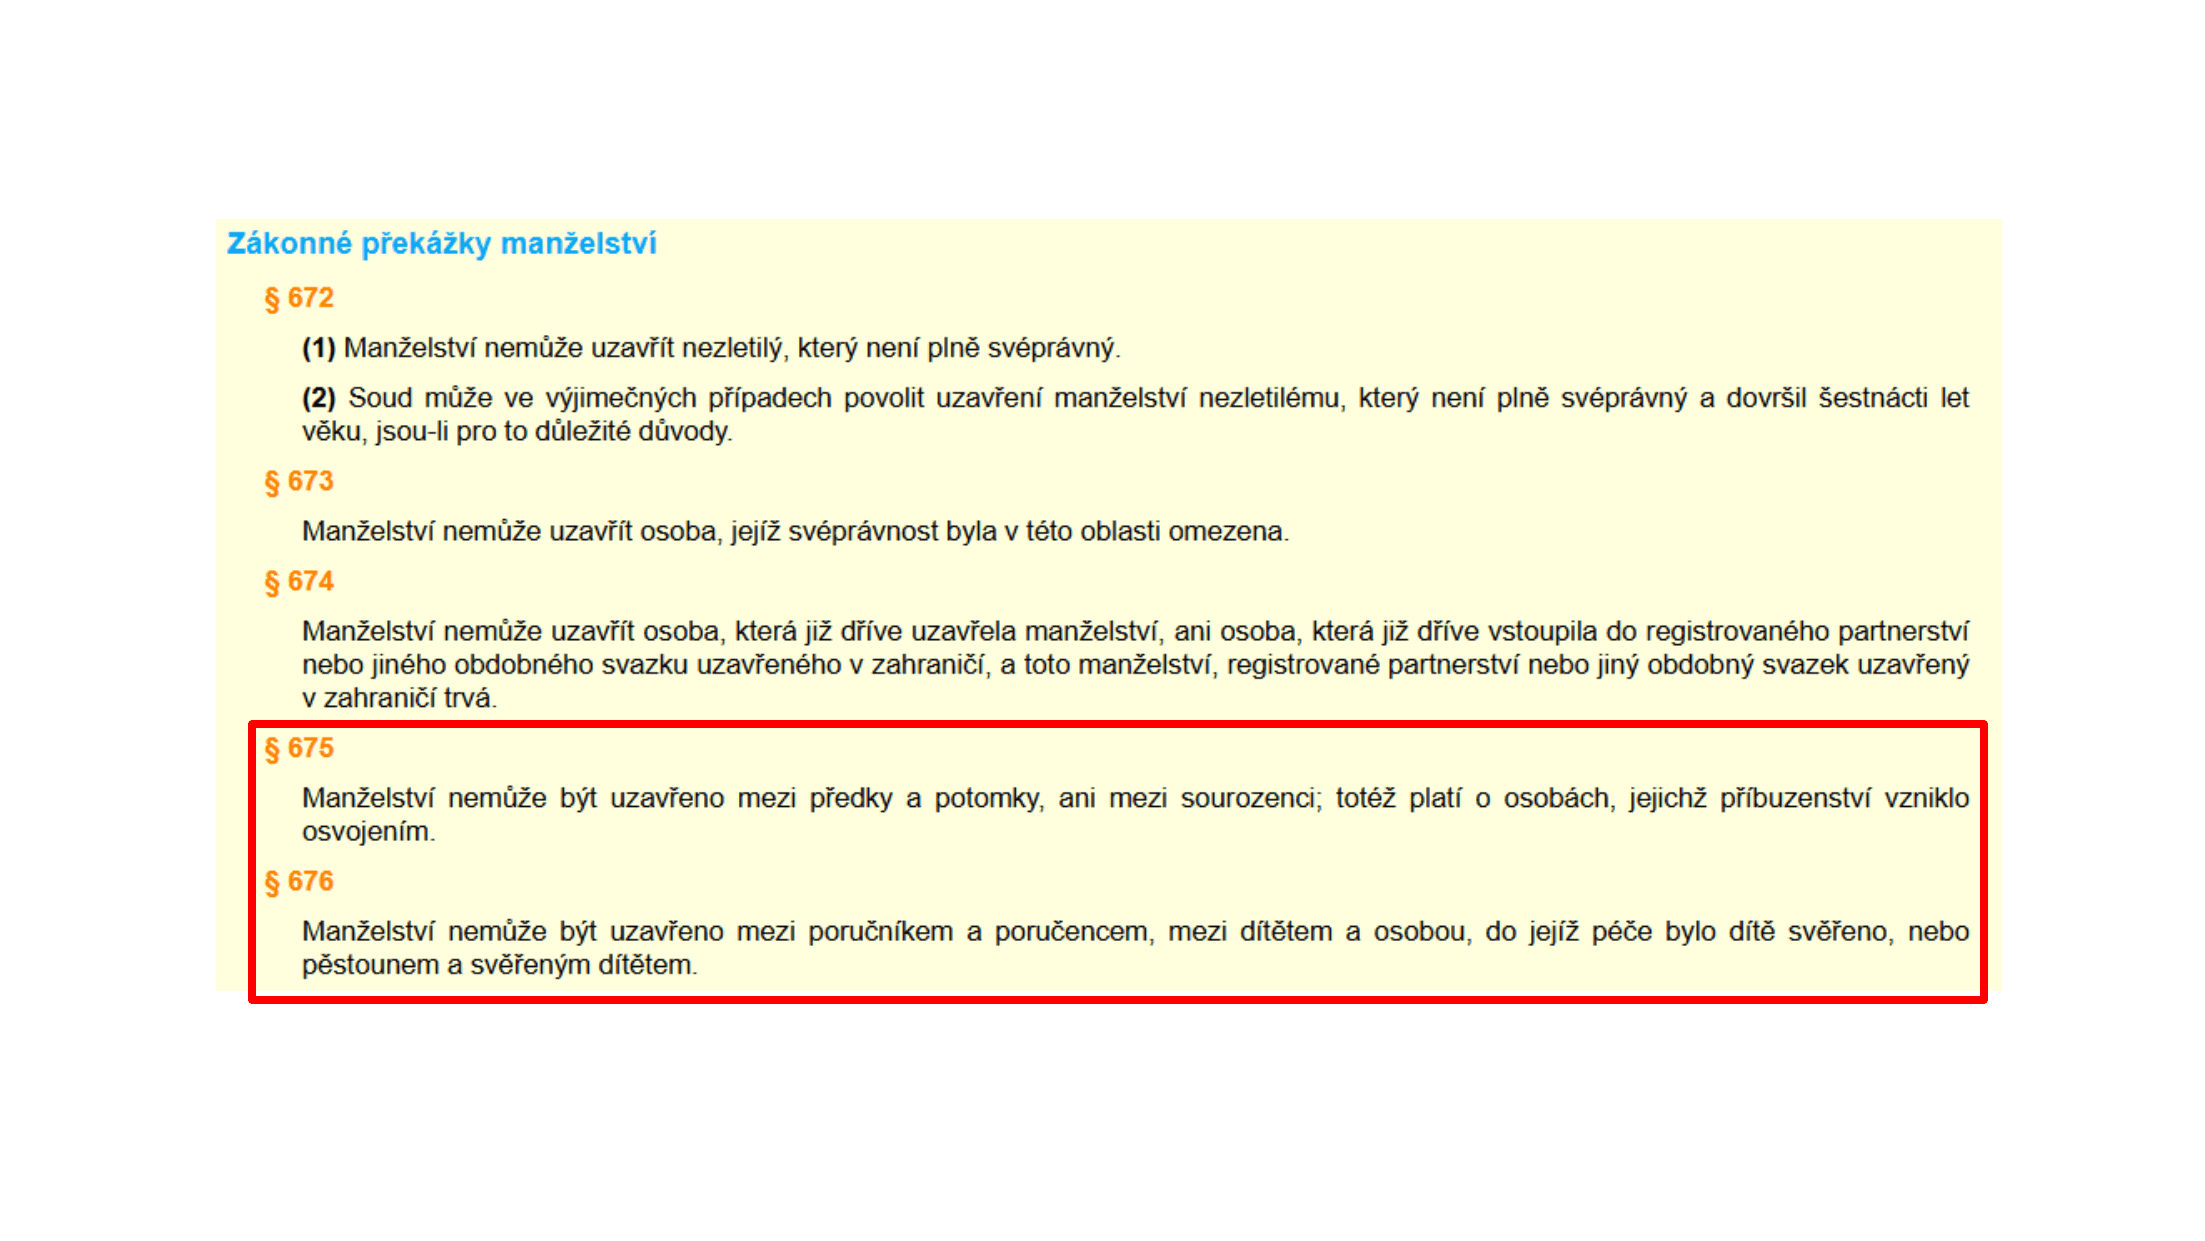 Zákonné překážky manželství
§ 672
(1) Manželství nemůže uzavřít nezletilý, který není plně svéprávný.
(2) Soud může ve výjimečných případech povolit uzavření manželství nezletilému, který není plně svéprávný a dovršil šestnácti let
věku, jsou-li pro to důležité důvody.
§ 673
Manželství nemůže uzavřít osoba, jejíž svéprávnost byla v této oblasti omezena.
§ 674
Manželství nemůže uzavřít osoba, která již dříve uzavřela manželství, ani osoba, která již dříve vstoupila do registrovaného partnerství
nebo jiného obdobného svazku uzavřeného v zahraničí, a toto manželství, registrované partnerství nebo jiný obdobný svazek uzavřený
v zahraničí trvá.
§ 675
Manželství nemůže být uzavřeno mezi předky a potomky, ani mezi sourozenci; totéž platí o osobách, jejichž příbuzenství vzniklo
osvojením.
§ 676
Manželství nemůže být uzavřeno mezi poručníkem a poručencem, mezi dítětem a osobou, do jejíž péče bylo dítě svěřeno, nebo
pěstounem a svěřeným dítětem.